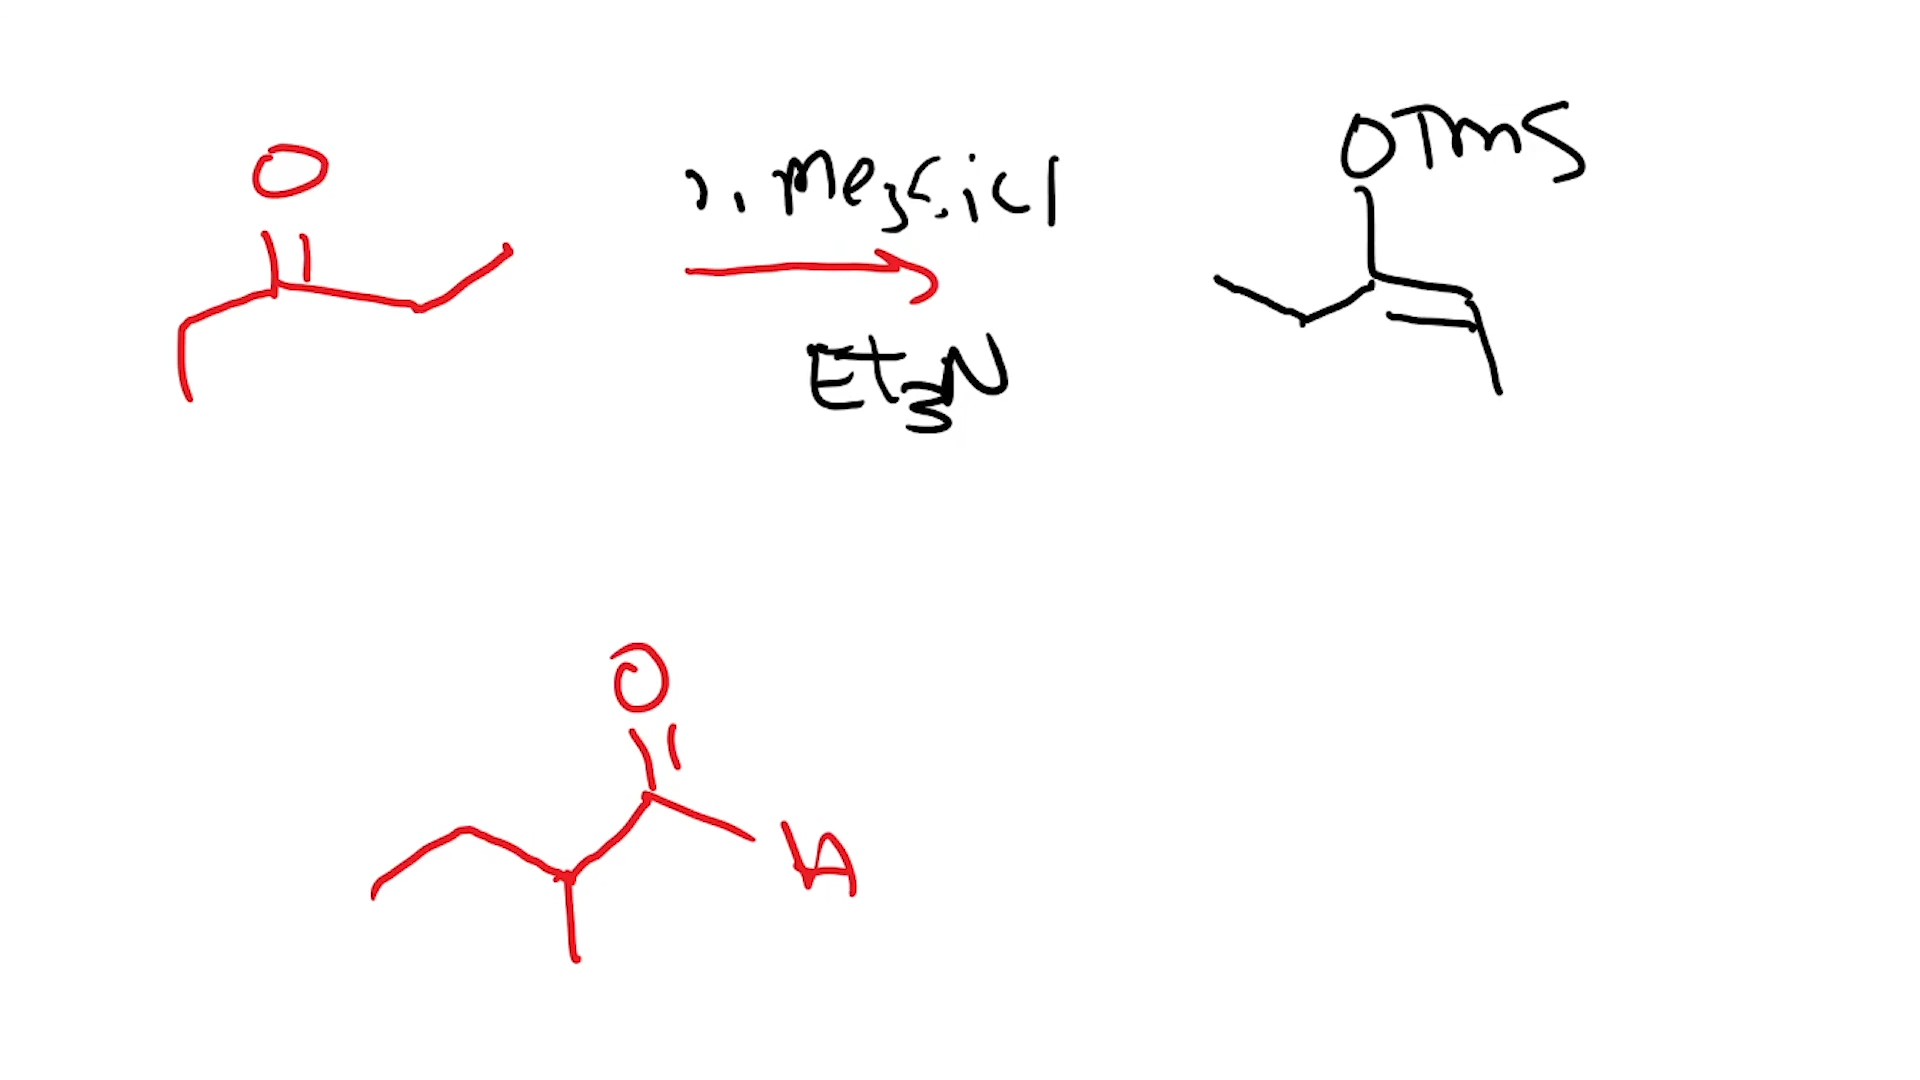 O
1. Me3SiCl
OTMS
Et3N
O
H